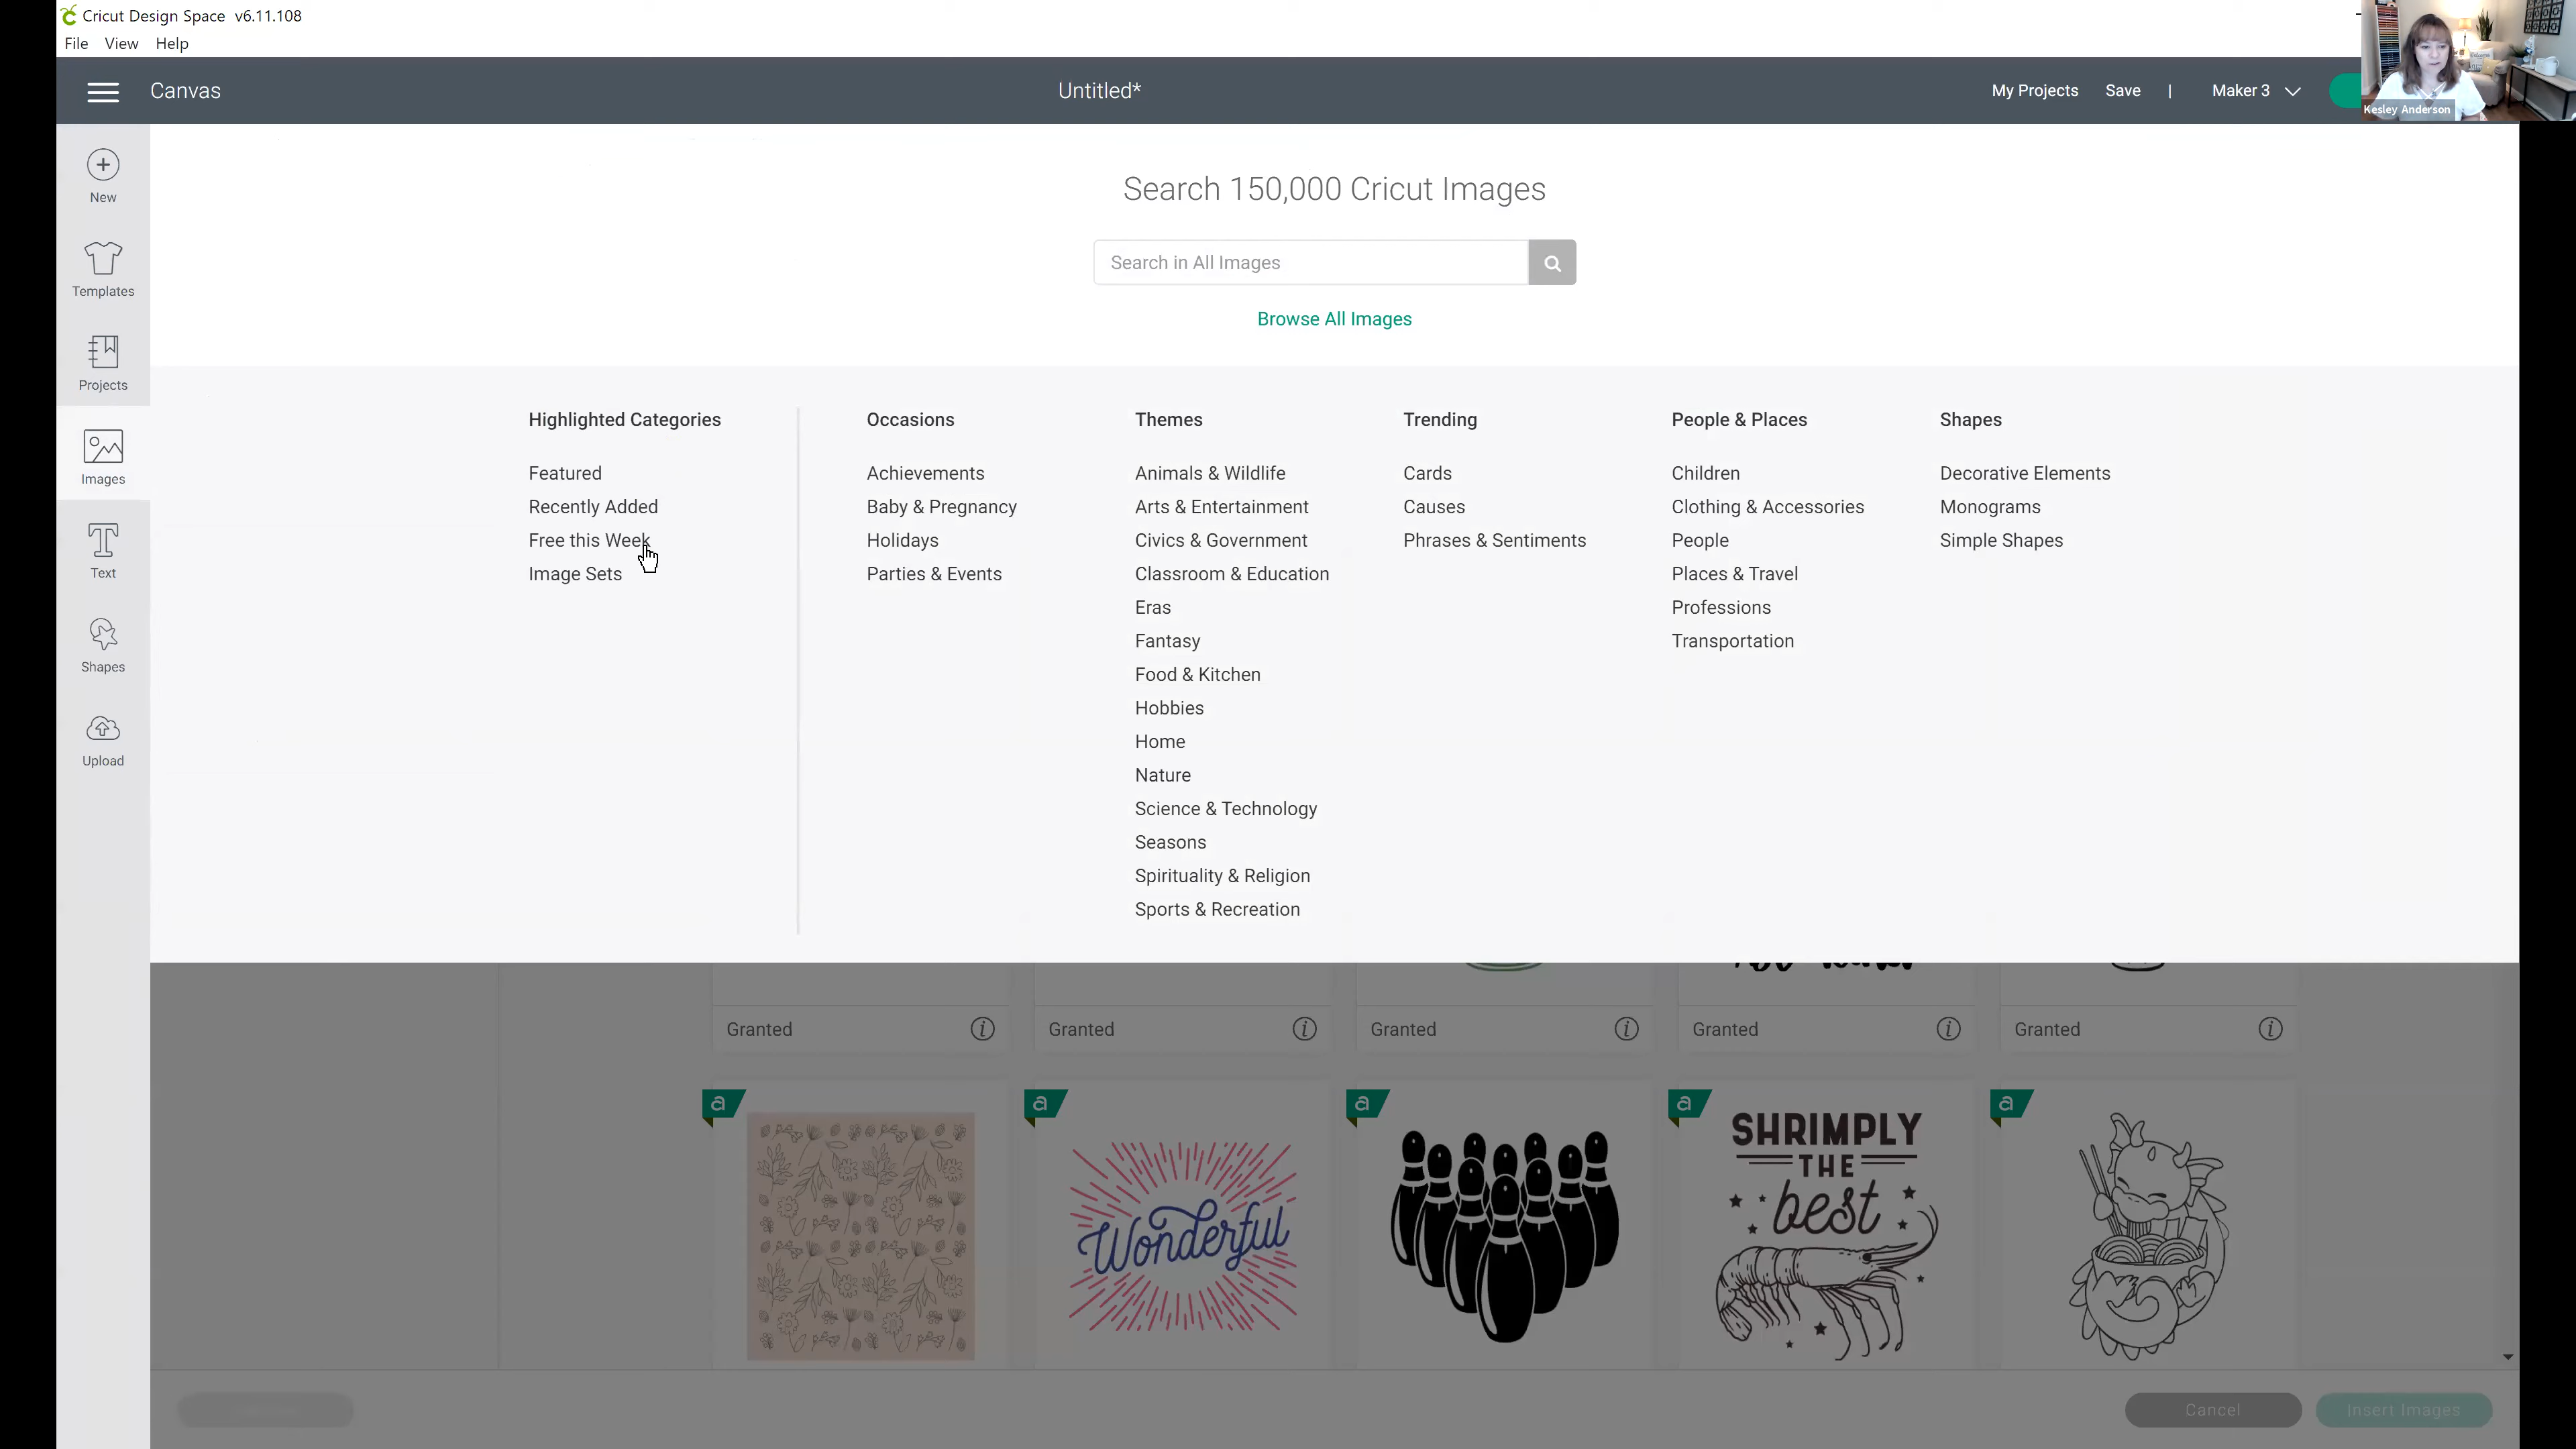 Cricut Design Space v6.11.108
File View Help
Canvas
Untitled*
My Projects Save | Maker 3
Kesley Anderson
New
Templates
Projects
Images
Text
Shapes
Upload
Search 150,000 Cricut Images
Search in All Images
Browse All Images
Highlighted Categories
Featured
Recently Added
Free this Week
Image Sets
Occasions
Achievements
Baby & Pregnancy
Holidays
Parties & Events
Themes
Animals & Wildlife
Arts & Entertainment
Civics & Government
Classroom & Education
Eras
Fantasy
Food & Kitchen
Hobbies
Home
Nature
Science & Technology
Seasons
Spirituality & Religion
Sports & Recreation
Trending
Cards
Causes
Phrases & Sentiments
People & Places
Children
Clothing & Accessories
People
Places & Travel
Professions
Transportation
Shapes
Decorative Elements
Monograms
Simple Shapes
Granted
Granted
Granted
Granted
Granted
a
a
a
a
a
Wonderful
SHRIMPLY
THE
best
Cancel
Insert Images